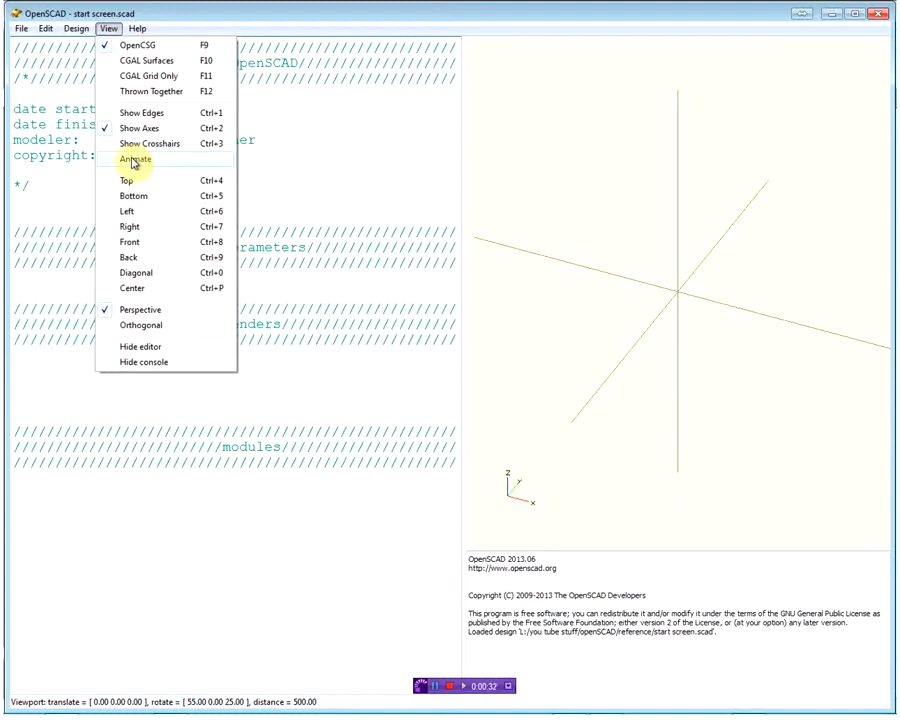 OpenSCAD - start screen.scad
File Edit Design View Help
OpenCSG F9
CGAL Surfaces F10
CGAL Grid Only F11
Thrown Together F12
Show Edges Ctrl+1
Show Axes Ctrl+2
Show Crosshairs Ctrl+3
Animate
Top Ctrl+4
Bottom Ctrl+5
Left Ctrl+6
Right Ctrl+7
Front Ctrl+8
Back Ctrl+9
Diagonal Ctrl+0
Center Ctrl+P
Perspective
Orthogonal
Hide editor
Hide console
penSCAD//////////////////
/*/
date start
date finis
modeler: er
copyright:
*/
rameters///////////////////
nders//////////////////////
//////////////////////////modules//////////////////////
Z
Y
X
OpenSCAD 2013.06
http://www.openscad.org
Copyright (C) 2009-2013 The OpenSCAD Developers
This program is free software; you can redistribute it and/or modify it under the terms of the GNU General Public License as
published by the Free Software Foundation; either version 2 of the License, or (at your option) any later version.
Loaded design 'L:/you tube stuff/openSCAD/reference/start screen.scad'.
0:00:32
Viewport: translate = [ 0.00 0.00 0.00 ], rotate = [ 55.00 0.00 25.00 ], distance = 500.00